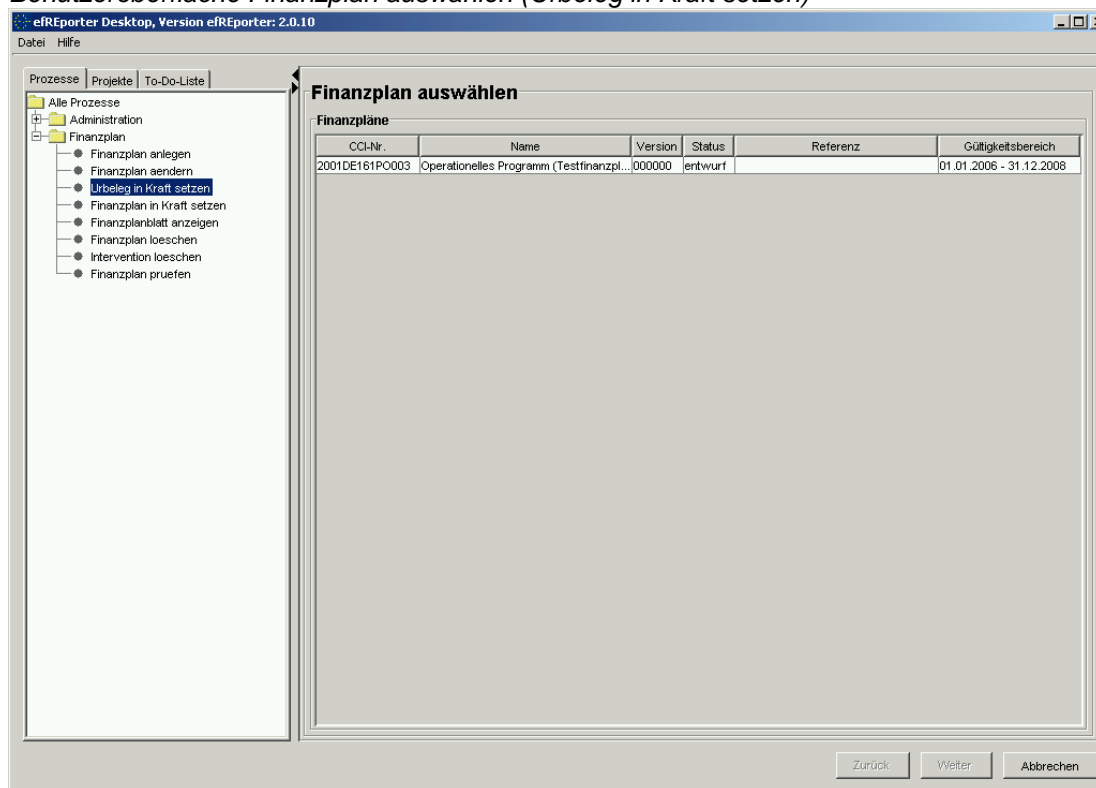 Benutzeroberfläche Finanzplan auswählen (Urbeleg in Kraft setzen)
efREporter Desktop, Version efREporter: 2.0.10
Datei Hilfe
Prozesse Projekte To-Do-Liste
Alle Prozesse
Administration
Finanzplan
Finanzplan anlegen
Finanzplan aendern
Urbeleg in Kraft setzen
Finanzplan in Kraft setzen
Finanzplanblatt anzeigen
Finanzplan loeschen
Intervention loeschen
Finanzplan pruefen
Finanzplan auswählen
Finanzpläne
CCI-Nr. Name Version Status Referenz Gültigkeitsbereich
2001DE161PO003 Operationelles Programm (Testfinanzpl... 000000 entwurf 01.01.2006 - 31.12.2008
Zurück Weiter Abbrechen